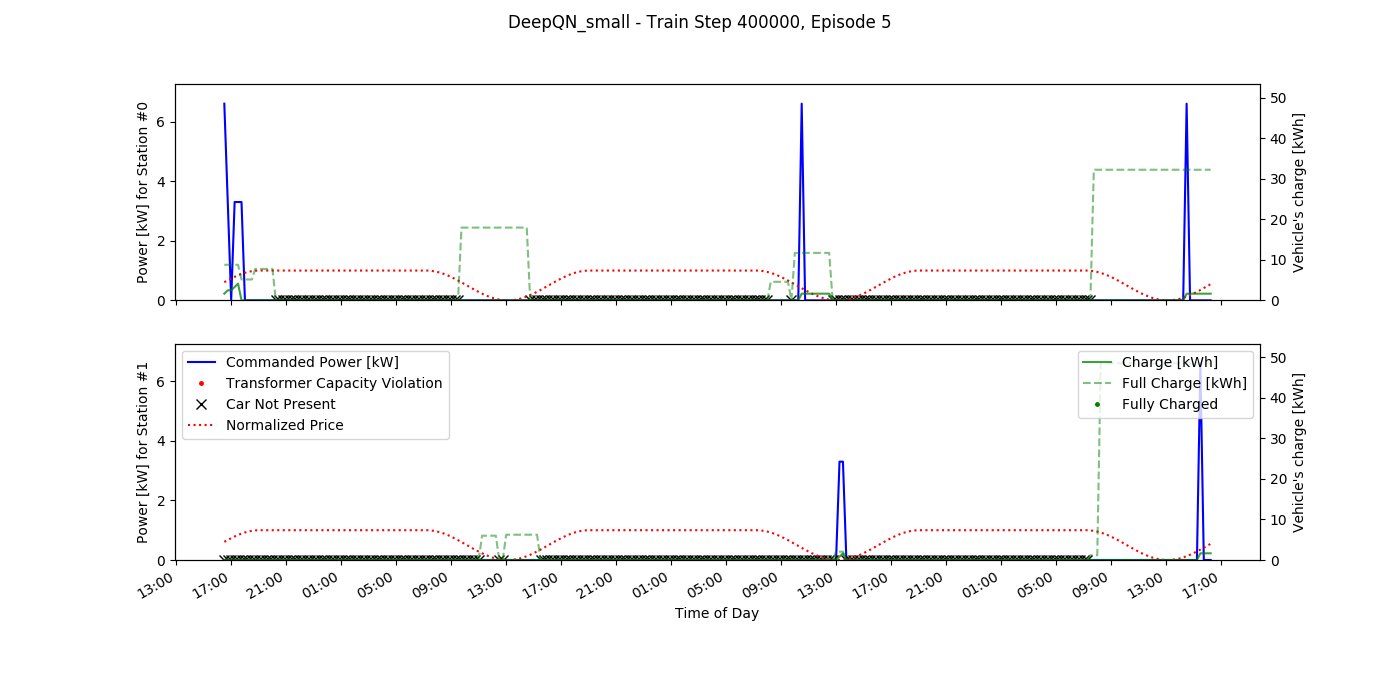 DeepQN_small - Train Step 400000, Episode 5
Power [kW] for Station #0
0
2
4
6
0
10
20
30
40
50
Vehicle's charge [kWh]
Power [kW] for Station #1
0
2
4
6
Commanded Power [kW]
Transformer Capacity Violation
Car Not Present
Normalized Price
Charge [kWh]
Full Charge [kWh]
Fully Charged
0
10
20
30
40
50
Vehicle's charge [kWh]
13:00 17:00 21:00 01:00 05:00 09:00 13:00 17:00 21:00 01:00 05:00 09:00 13:00 17:00 21:00 01:00 05:00 09:00 13:00 17:00
Time of Day